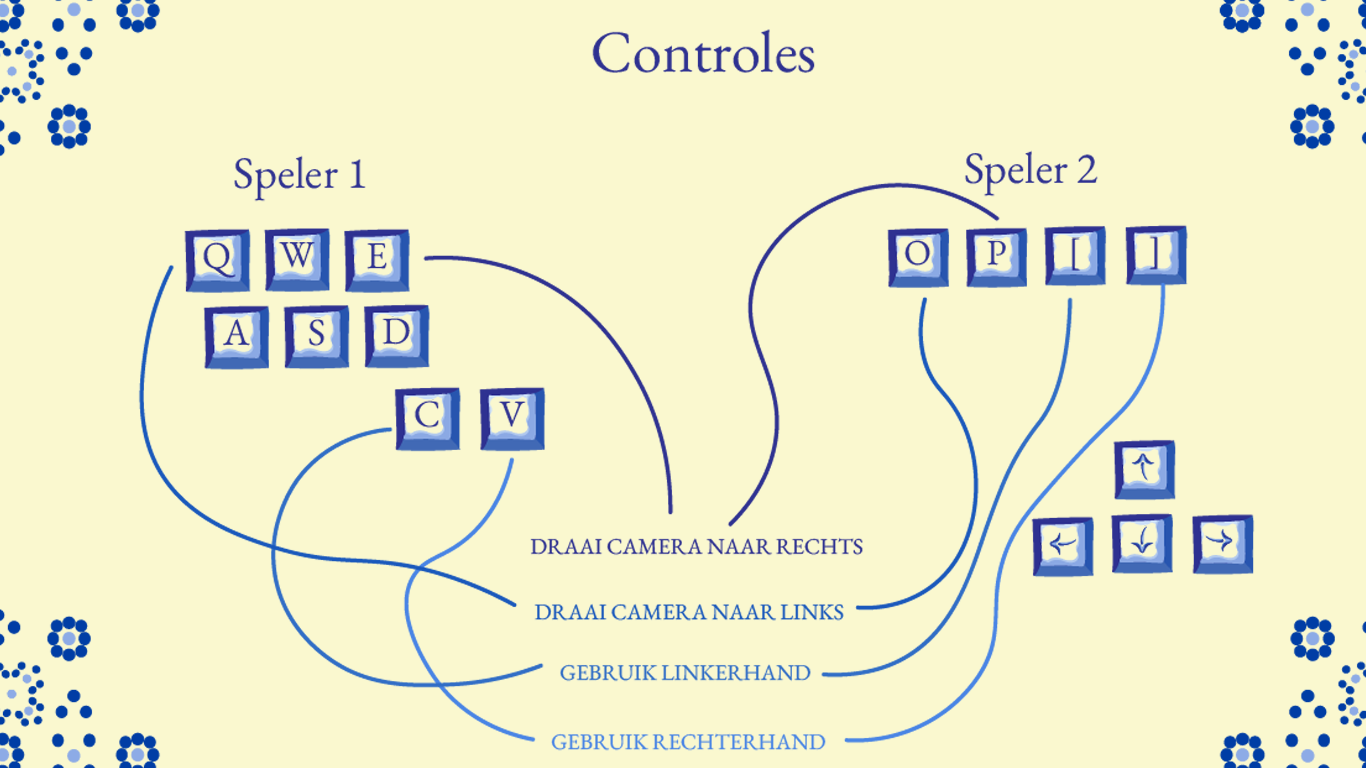 Controles
Speler 1
Q W E
A S D
C V
Speler 2
O P [ ]
↑
← ↓ →
DRAAI CAMERA NAAR RECHTS
DRAAI CAMERA NAAR LINKS
GEBRUIK LINKERHAND
GEBRUIK RECHTERHAND